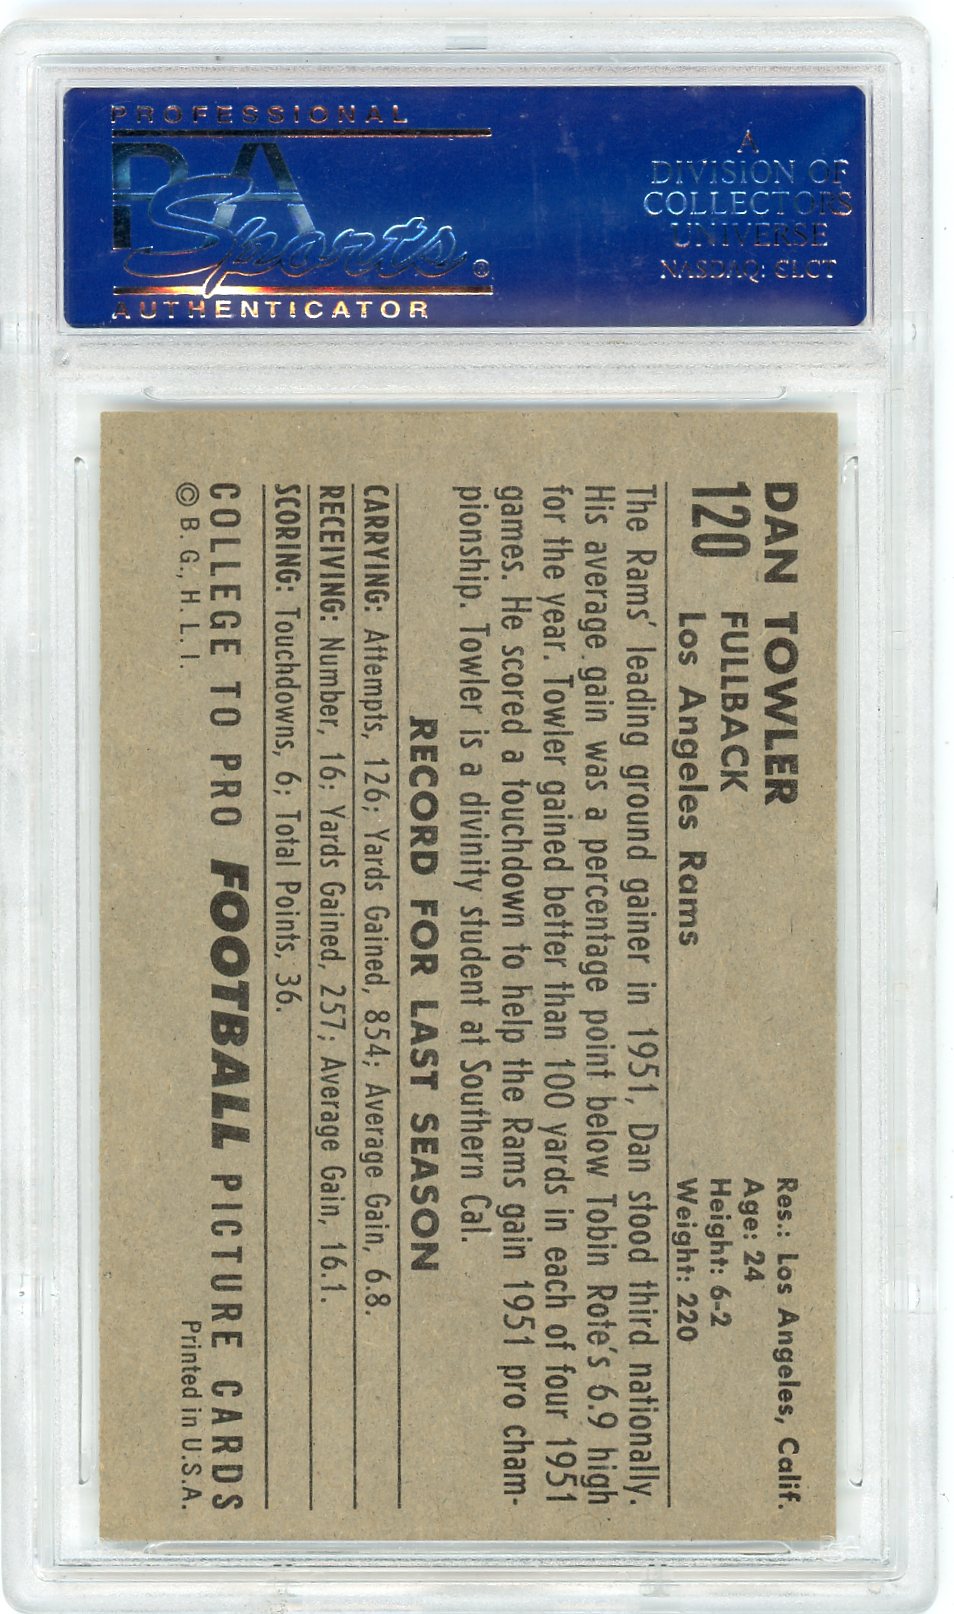 PROFESSIONAL
PSA
Sports®
AUTHENTICATOR
A
DIVISION OF
COLLECTORS
UNIVERSE
NASDAQ: CLCT
DAN TOWLER
120 FULLBACK
Los Angeles Rams
Res.: Los Angeles, Calif.
Age: 24
Height: 6-2
Weight: 220
The Rams' leading ground gainer in 1951, Dan stood third nationally.
His average gain was a percentage point below Tobin Rote's 6.9 high
for the year. Towler gained better than 100 yards in each of four 1951
games. He scored a touchdown to help the Rams gain 1951 pro cham-
pionship. Towler is a divinity student at Southern Cal.
RECORD FOR LAST SEASON
CARRYING: Attempts, 126; Yards Gained, 854; Average Gain, 6.8.
RECEIVING: Number, 16; Yards Gained, 257; Average Gain, 16.1.
SCORING: Touchdowns, 6; Total Points, 36.
COLLEGE TO PRO FOOTBALL PICTURE CARDS
© B. G., H. L. I.
Printed in U.S.A.